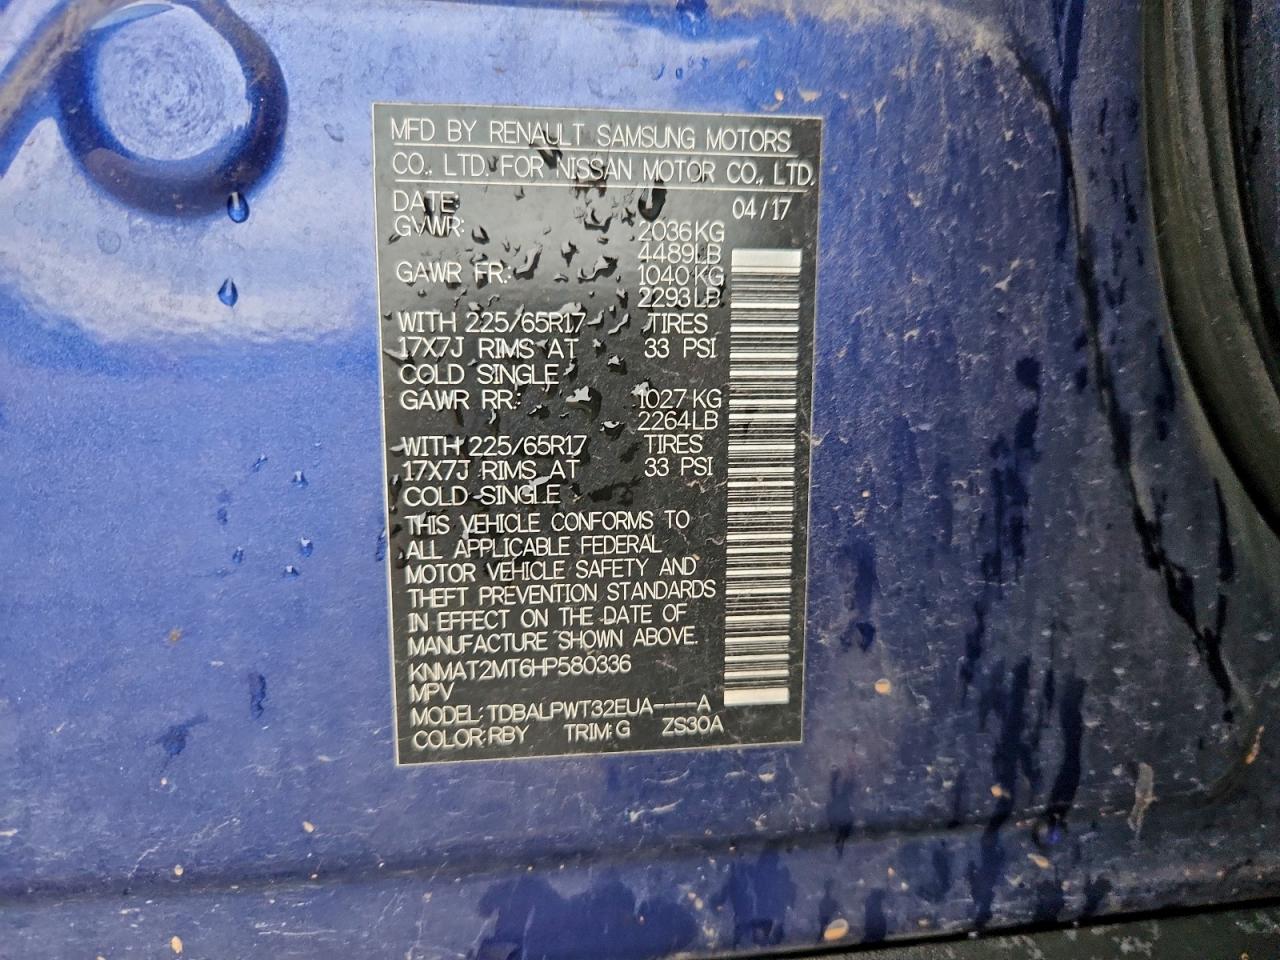 MFD BY RENAULT SAMSUNG MOTORS
CO., LTD. FOR NISSAN MOTOR CO., LTD.
DATE: 04/17
GVWR: 2036KG
4489LB
GAWR FR: 1040 KG
2293LB
WITH 225/65R17 TIRES
17X7J RIMS AT 33 PSI
COLD SINGLE
GAWR RR: 1027 KG
2264LB
WITH 225/65R17 TIRES
17X7J RIMS AT 33 PSI
COLD SINGLE
THIS VEHICLE CONFORMS TO
ALL APPLICABLE FEDERAL
MOTOR VEHICLE SAFETY AND
THEFT PREVENTION STANDARDS
IN EFFECT ON THE DATE OF
MANUFACTURE SHOWN ABOVE.
KNMAT2MT6HP580336
MPV
MODEL: TDBALPWT32EUA----A
COLOR: RBY TRIM: G ZS30A